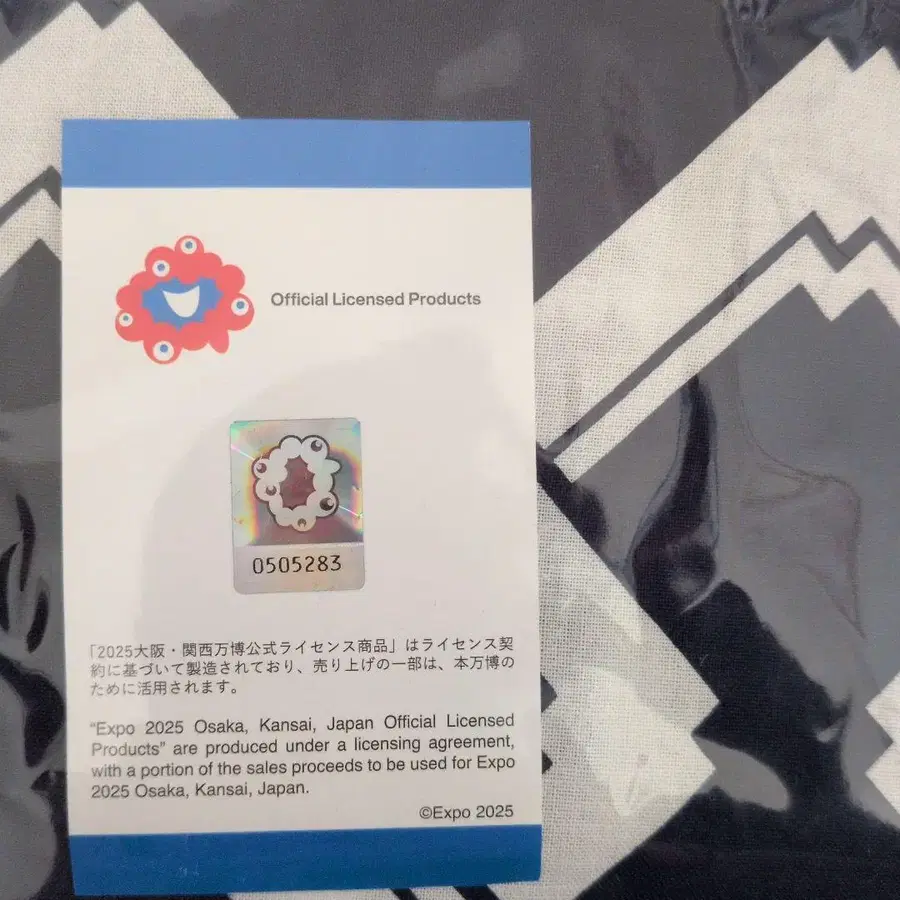 Official Licensed Products
0505283
「2025大阪・関西万博公式ライセンス商品」はライセンス契
約に基づいて製造されており、売り上げの一部は、本万博の
ために活用されます。
“Expo 2025 Osaka, Kansai, Japan Official Licensed
Products” are produced under a licensing agreement,
with a portion of the sales proceeds to be used for Expo
2025 Osaka, Kansai, Japan.
©Expo 2025